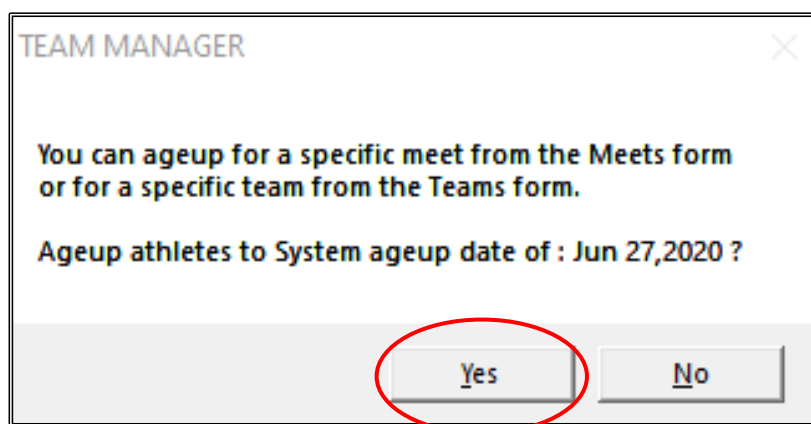 TEAM MANAGER
You can ageup for a specific meet from the Meets form
or for a specific team from the Teams form.
Ageup athletes to System ageup date of : Jun 27,2020 ?
Yes No